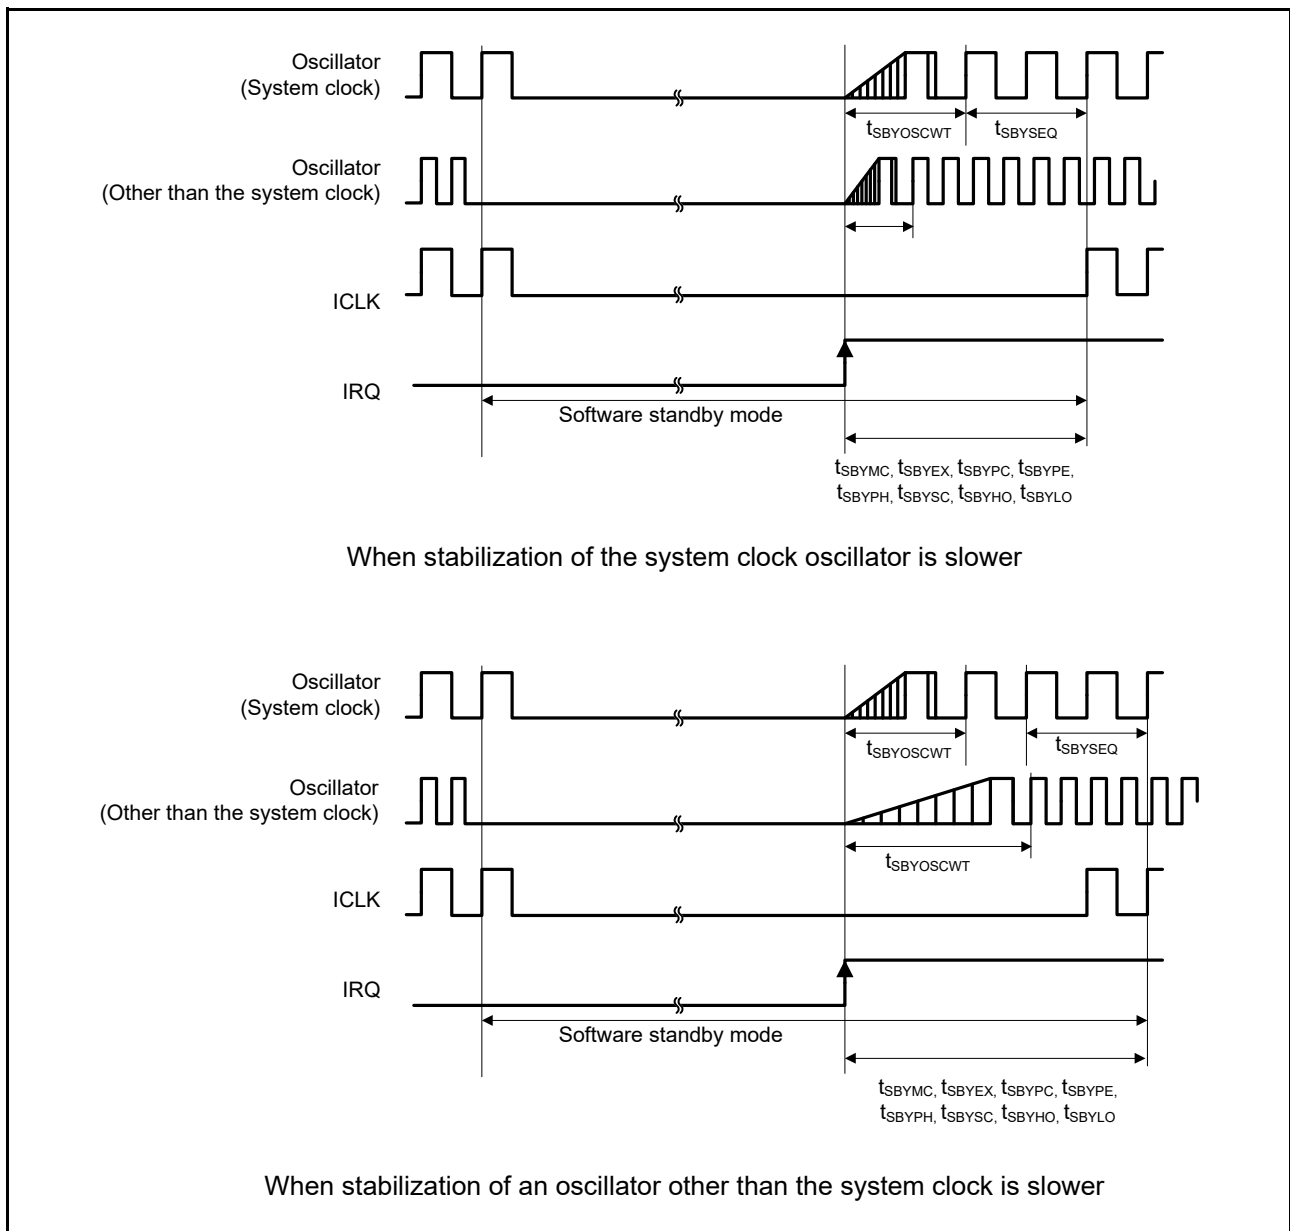 Oscillator
(System clock)
tSBYOSCWT
tSBYSEQ
Oscillator
(Other than the system clock)
ICLK
IRQ
Software standby mode
tSBYMC, tSBYEX, tSBYPC, tSBYPE,
tSBYPH, tSBYSC, tSBYHO, tSBYLO
When stabilization of the system clock oscillator is slower
Oscillator
(System clock)
tSBYOSCWT
tSBYSEQ
Oscillator
(Other than the system clock)
tSBYOSCWT
ICLK
IRQ
Software standby mode
tSBYMC, tSBYEX, tSBYPC, tSBYPE,
tSBYPH, tSBYSC, tSBYHO, tSBYLO
When stabilization of an oscillator other than the system clock is slower